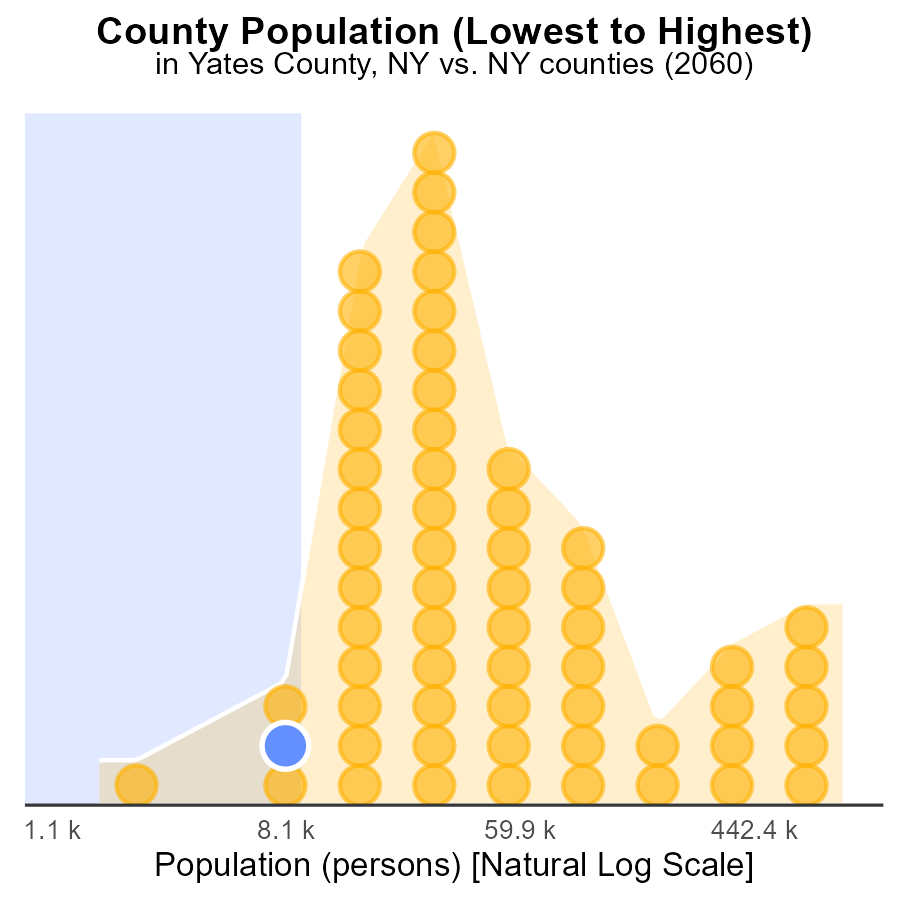 County Population (Lowest to Highest)
in Yates County, NY vs. NY counties (2060)
1.1 k 8.1 k 59.9 k 442.4 k
Population (persons) [Natural Log Scale]